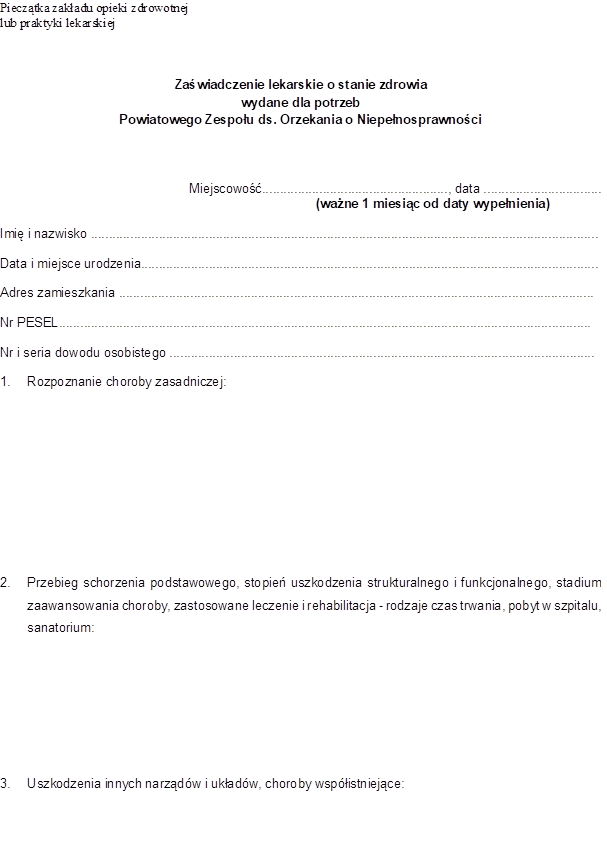 Pieczątka zakładu opieki zdrowotnej
lub praktyki lekarskiej
Zaświadczenie lekarskie o stanie zdrowia
wydane dla potrzeb
Powiatowego Zespołu ds. Orzekania o Niepełnosprawności
Miejscowość...................................................., data .................................
(ważne 1 miesiąc od daty wypełnienia)
Imię i nazwisko ..............................................................................................................................................
Data i miejsce urodzenia................................................................................................................................
Adres zamieszkania .....................................................................................................................................
Nr PESEL.....................................................................................................................................................
Nr i seria dowodu osobistego .......................................................................................................................
1. Rozpoznanie choroby zasadniczej:
2. Przebieg schorzenia podstawowego, stopień uszkodzenia strukturalnego i funkcjonalnego, stadium
zaawansowania choroby, zastosowane leczenie i rehabilitacja - rodzaje czas trwania, pobyt w szpitalu,
sanatorium:
3. Uszkodzenia innych narządów i układów, choroby współistniejące: